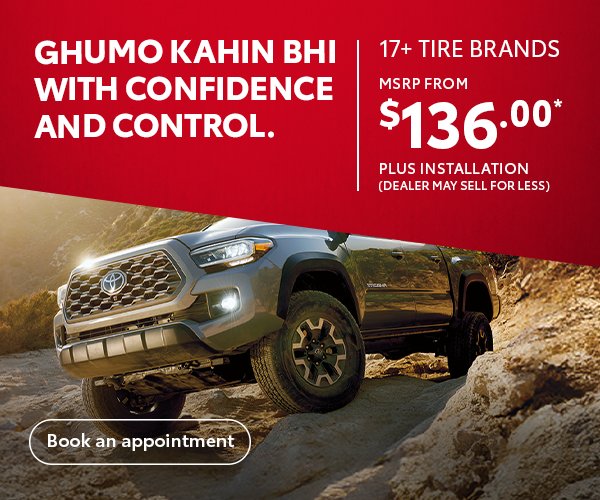 GHUMO KAHIN BHI
WITH CONFIDENCE
AND CONTROL.
17+ TIRE BRANDS
MSRP FROM
$136.00*
PLUS INSTALLATION
(DEALER MAY SELL FOR LESS)
Book an appointment